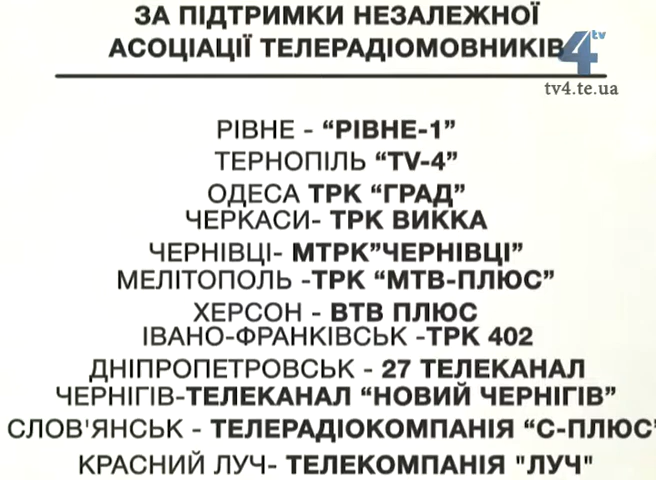 ЗА ПІДТРИМКИ НЕЗАЛЕЖНОЇ
АСОЦІАЦІЇ ТЕЛЕРАДІОМОВНИКІВ
4 tv
tv4.te.ua
РІВНЕ - “РІВНЕ-1”
ТЕРНОПІЛЬ “TV-4”
ОДЕСА ТРК “ГРАД”
ЧЕРКАСИ- ТРК ВИККА
ЧЕРНІВЦІ- МТРК”ЧЕРНІВЦІ”
МЕЛІТОПОЛЬ -ТРК “МТВ-ПЛЮС”
ХЕРСОН - ВТВ ПЛЮС
ІВАНО-ФРАНКІВСЬК -ТРК 402
ДНІПРОПЕТРОВСЬК - 27 ТЕЛЕКАНАЛ
ЧЕРНІГІВ-ТЕЛЕКАНАЛ “НОВИЙ ЧЕРНІГІВ”
СЛОВ'ЯНСЬК - ТЕЛЕРАДІОКОМПАНІЯ “С-ПЛЮС”
КРАСНИЙ ЛУЧ- ТЕЛЕКОМПАНІЯ "ЛУЧ"